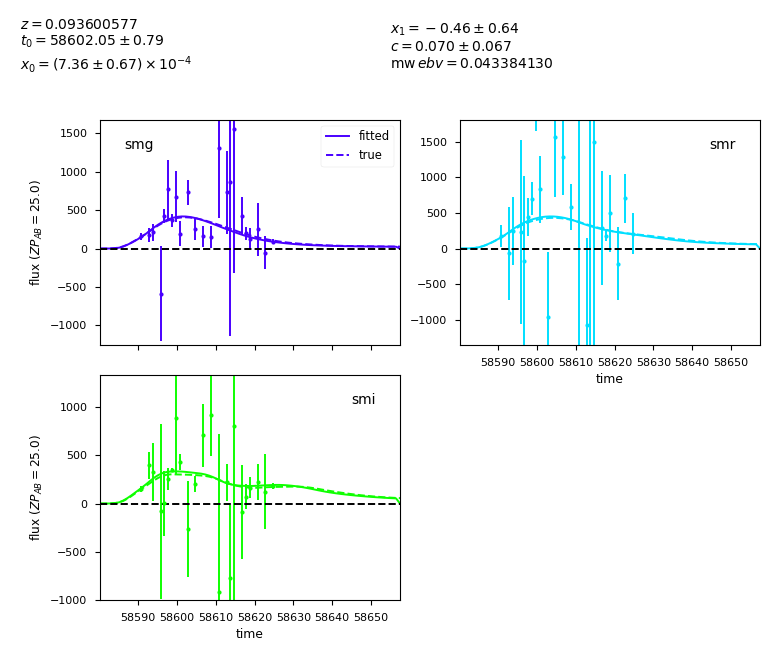 z = 0.093600577
t₀ = 58602.05 ± 0.79
x₀ = (7.36 ± 0.67) × 10⁻⁴
x₁ = −0.46 ± 0.64
c = 0.070 ± 0.067
mw ebv = 0.043384130
smg
fitted
true
1500
1000
500
0
−500
−1000
flux (ZP_AB = 25.0)
smr
1500
1000
500
0
−500
−1000
58590 58600 58610 58620 58630 58640 58650
time
smi
1000
500
0
−500
−1000
flux (ZP_AB = 25.0)
58590 58600 58610 58620 58630 58640 58650
time